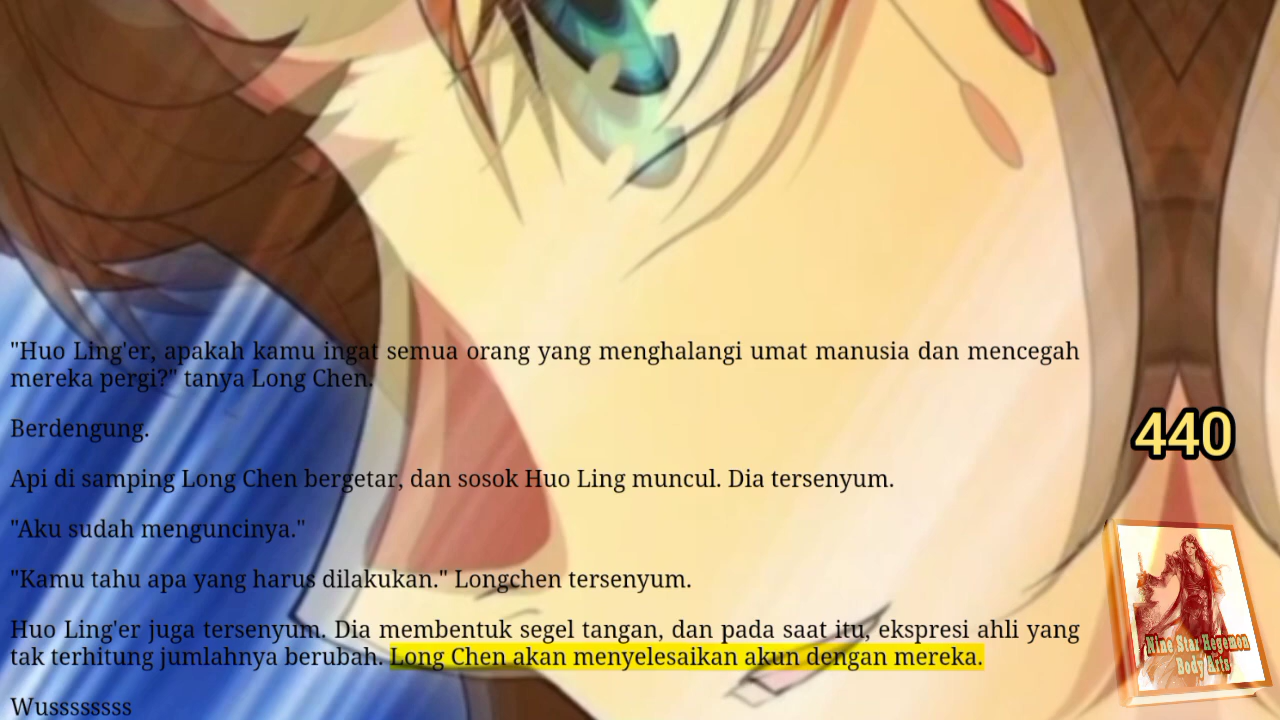 "Huo Ling'er, apakah kamu ingat semua orang yang menghalangi umat manusia dan mencegah
mereka pergi?" tanya Long Chen.
Berdengung.
Api di samping Long Chen bergetar, dan sosok Huo Ling muncul. Dia tersenyum.
"Aku sudah menguncinya."
"Kamu tahu apa yang harus dilakukan." Longchen tersenyum.
Huo Ling'er juga tersenyum. Dia membentuk segel tangan, dan pada saat itu, ekspresi ahli yang
tak terhitung jumlahnya berubah. Long Chen akan menyelesaikan akun dengan mereka.
Wussssssss
440
Nine Star Hegemon
Body Arts